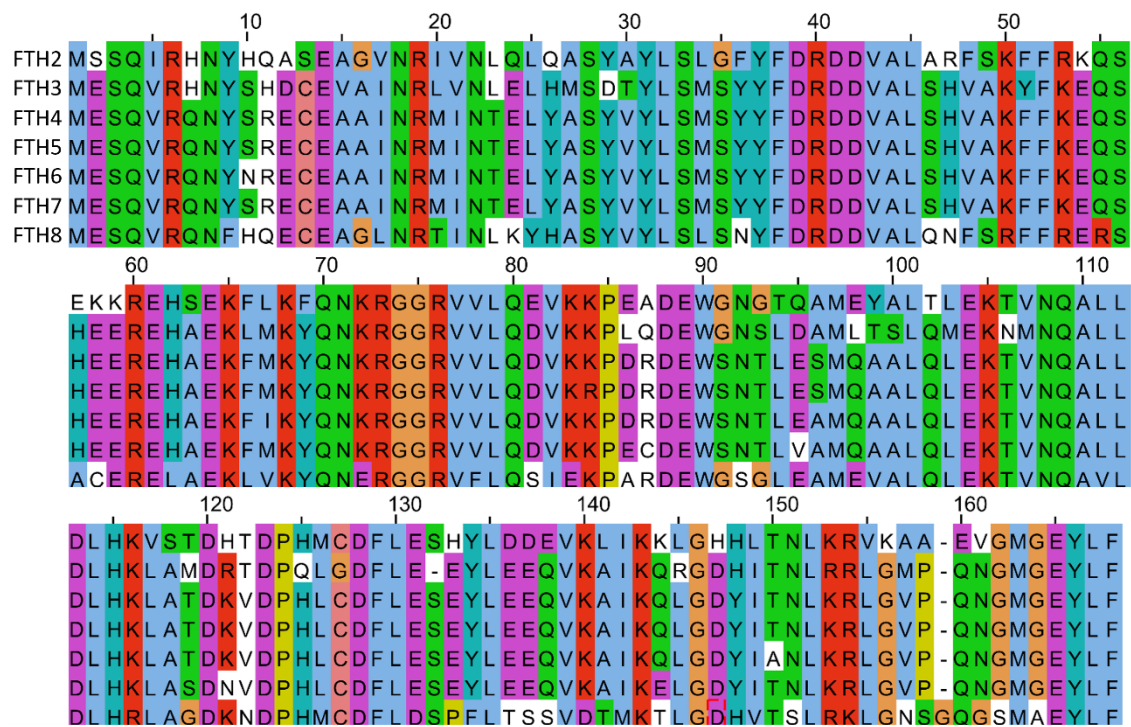 10 20 30 40 50
FTH2 MSSQIRHNYHQASEAGVNRIVNLQLQASYAYLSLGFYFDRDDVALARFSKFFRKQS
FTH3 MESQVRHNYSHDCEVAINRLVNLELHMSDTYLSMSYYFDRDDVALSHVAKYFKEQS
FTH4 MESQVRQNYSRECEAAINRMINTELYASYVYLSMSYYFDRDDVALSHVAKFFKEQS
FTH5 MESQVRQNYSRECEAAINRMINTELYASYVYLSMSYYFDRDDVALSHVAKFFKEQS
FTH6 MESQVRQNYNRECEAAINRMINTELYASYVYLSMSYYFDRDDVALSHVAKFFKEQS
FTH7 MESQVRQNYSRECEAAINRMINTELYASYVYLSMSYYFDRDDVALSHVAKFFKEQS
FTH8 MESQVRQNFHQECEAGLNRTINLKYHASYVYLSLSNYFDRDDVALQNFSRFFRERS
60 70 80 90 100 110
EKKREHSEKFLKFQNKRGGRVVLQEVKKPEADEWGNGTQAMEYALTLEKTVNQALL
HEEREHAEKLMKYQNKRGGRVVLQDVKKPLQDEWGNSLDAMLTSLQMEKNMNQALL
HEEREHAEKFMKYQNKRGGRVVLQDVKKPDRDEWSNTLESMQAALQLEKTVNQALL
HEEREHAEKFMKYQNKRGGRVVLQDVKRPDRDEWSNTLESMQAALQLEKTVNQALL
HEEREHAEKFIKYQNKRGGRVVLQDVKKPDRDEWSNTLEAMQAALQLEKTVNQALL
HEEREHAEKFMKYQNKRGGRVVLQDVKKPECDEWSNTLVAMQAALQLEKTVNQALL
ACERELAEKVMKYQNERGGRVFLQSIEKPARDEWGSGLEAMEVALQLEKTVNQAVL
120 130 140 150 160
DLHKVSTDHTDPHMCDFLESHYLDDEVKLIKKLGHHLTNLKRVKAA-EVGMGEYLF
DLHKLAMDRTDPQLGDFLE-EYLEEQVKAIKQRGDHITNLRRLGMP-QNGMGEYLF
DLHKLATDKVDPHLCDFLESEYLEEQVKAIKQLGDYITNLKRLGVP-QNGMGEYLF
DLHKLATDKVDPHLCDFLESEYLEEQVKAIKQLGDYITNLKRLGVP-QNGMGEYLF
DLHKLATDKVDPHLCDFLESEYLEEQVKAIKQLGDYIANLKRLGVP-QNGMGEYLF
DLHKLASDNVDPHLCDFLESEYLEEQVKAIKELGDYITNLKRLGVP-QNGMGEYLF
DLHRLAGDKNDPHMCDFLDSPFLTSSVDTMKTLGDHVTSLRKLGNSGQGSMAEYLF